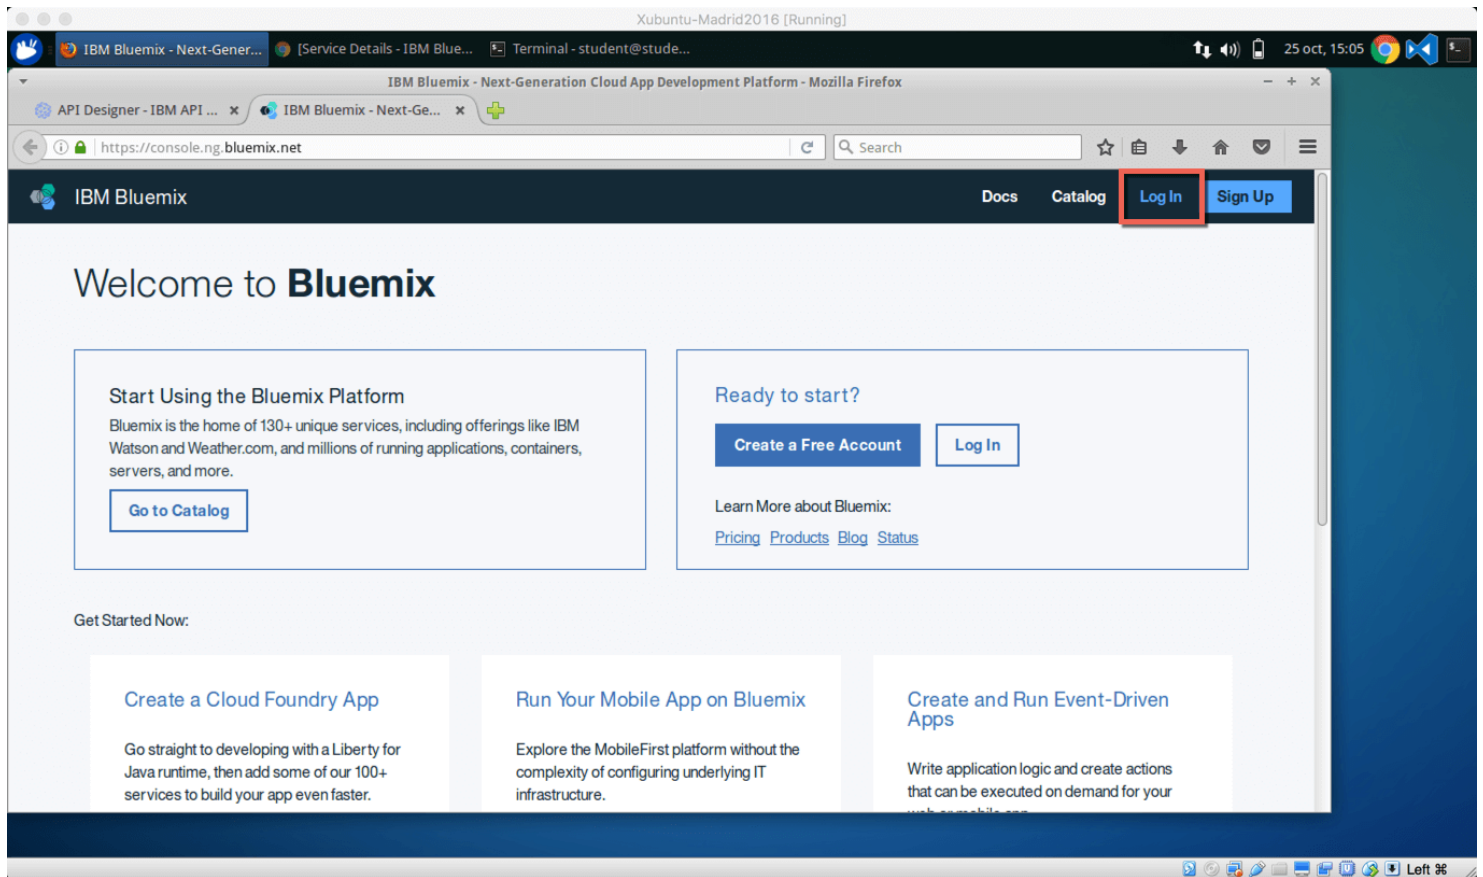 Xubuntu-Madrid2016 [Running]
IBM Bluemix - Next-Gener... [Service Details - IBM Blue... Terminal - student@stude... 25 oct, 15:05
IBM Bluemix - Next-Generation Cloud App Development Platform - Mozilla Firefox
API Designer - IBM API ... IBM Bluemix - Next-Ge...
https://console.ng.bluemix.net Search
IBM Bluemix Docs Catalog Log In Sign Up
Welcome to Bluemix
Start Using the Bluemix Platform
Bluemix is the home of 130+ unique services, including offerings like IBM
Watson and Weather.com, and millions of running applications, containers,
servers, and more.
Go to Catalog
Ready to start?
Create a Free Account Log In
Learn More about Bluemix:
Pricing Products Blog Status
Get Started Now:
Create a Cloud Foundry App
Go straight to developing with a Liberty for
Java runtime, then add some of our 100+
services to build your app even faster.
Run Your Mobile App on Bluemix
Explore the MobileFirst platform without the
complexity of configuring underlying IT
infrastructure.
Create and Run Event-Driven
Apps
Write application logic and create actions
that can be executed on demand for your
Left ⌘